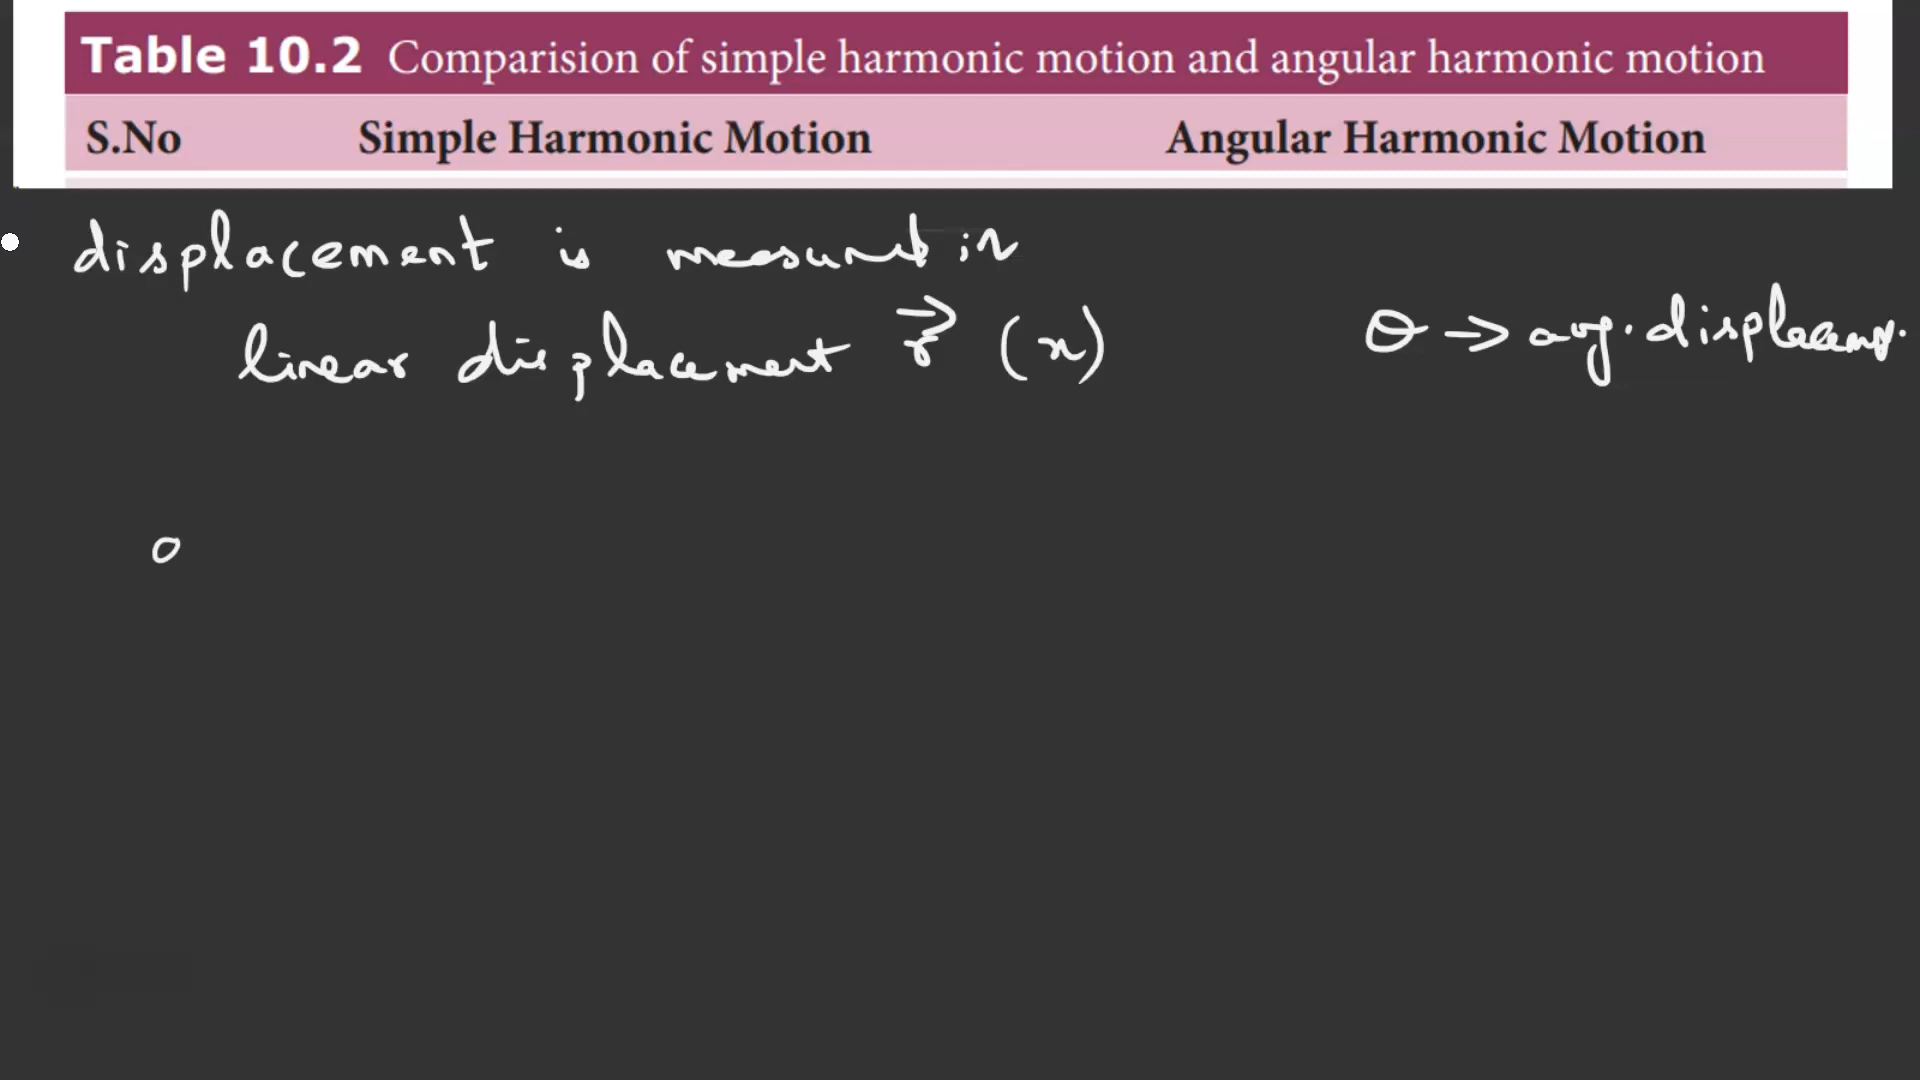 Table 10.2 Comparision of simple harmonic motion and angular harmonic motion
S.No Simple Harmonic Motion Angular Harmonic Motion
displacement is measured in
linear displacement r⃗ (x)
θ ⇒ displacement.